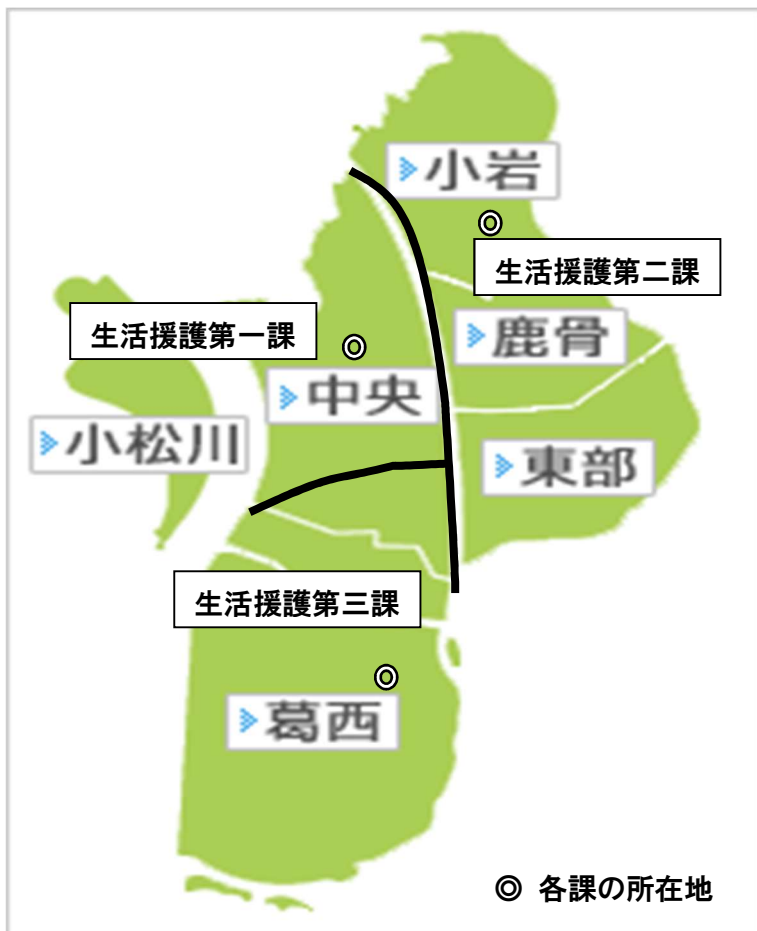 小岩
生活援護第二課
生活援護第一課
鹿骨
中央
小松川
東部
生活援護第三課
葛西
◎ 各課の所在地